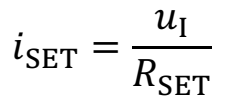 i_SET = u_I / R_SET